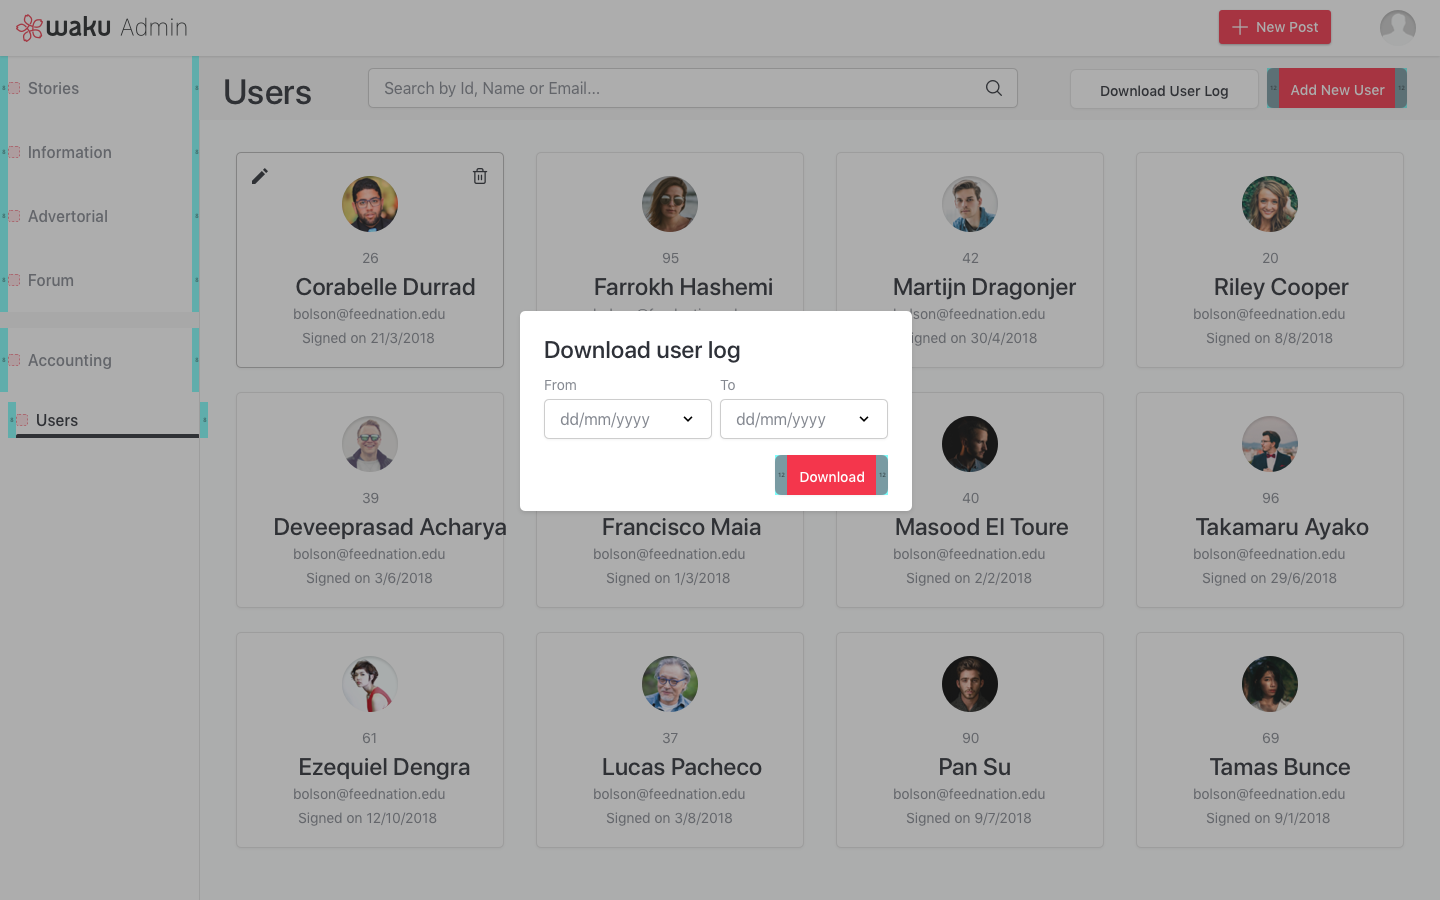 waku Admin
New Post
Stories
Information
Advertorial
Forum
Accounting
Users
Users
Search by Id, Name or Email...
Download User Log
12 Add New User 12
26
Corabelle Durrad
bolson@feednation.edu
Signed on 21/3/2018
95
Farrokh Hashemi
42
Martijn Dragonjer
Signed on 30/4/2018
20
Riley Cooper
bolson@feednation.edu
Signed on 8/8/2018
Download user log
From
To
dd/mm/yyyy
dd/mm/yyyy
12 Download 12
39
Deveeprasad Acharya
bolson@feednation.edu
Signed on 3/6/2018
Francisco Maia
bolson@feednation.edu
Signed on 1/3/2018
40
Masood El Toure
bolson@feednation.edu
Signed on 2/2/2018
96
Takamaru Ayako
bolson@feednation.edu
Signed on 29/6/2018
61
Ezequiel Dengra
bolson@feednation.edu
Signed on 12/10/2018
37
Lucas Pacheco
bolson@feednation.edu
Signed on 3/8/2018
90
Pan Su
bolson@feednation.edu
Signed on 9/7/2018
69
Tamas Bunce
bolson@feednation.edu
Signed on 9/1/2018